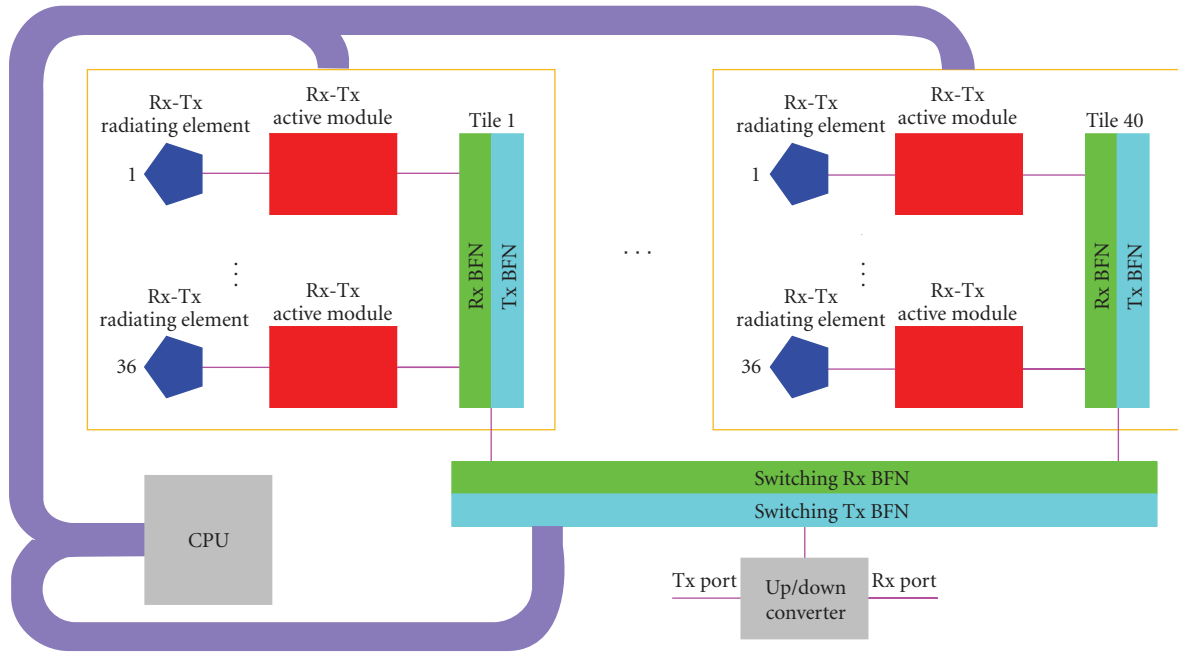 Rx-Tx
radiating element
Rx-Tx
active module
Tile 1
1
Rx BFN
Tx BFN
⋮
Rx-Tx
radiating element
Rx-Tx
active module
36
. . .
Rx-Tx
radiating element
Rx-Tx
active module
Tile 40
1
Rx BFN
Tx BFN
⋮
Rx-Tx
radiating element
Rx-Tx
active module
36
Switching Rx BFN
Switching Tx BFN
CPU
Tx port
Up/down
converter
Rx port